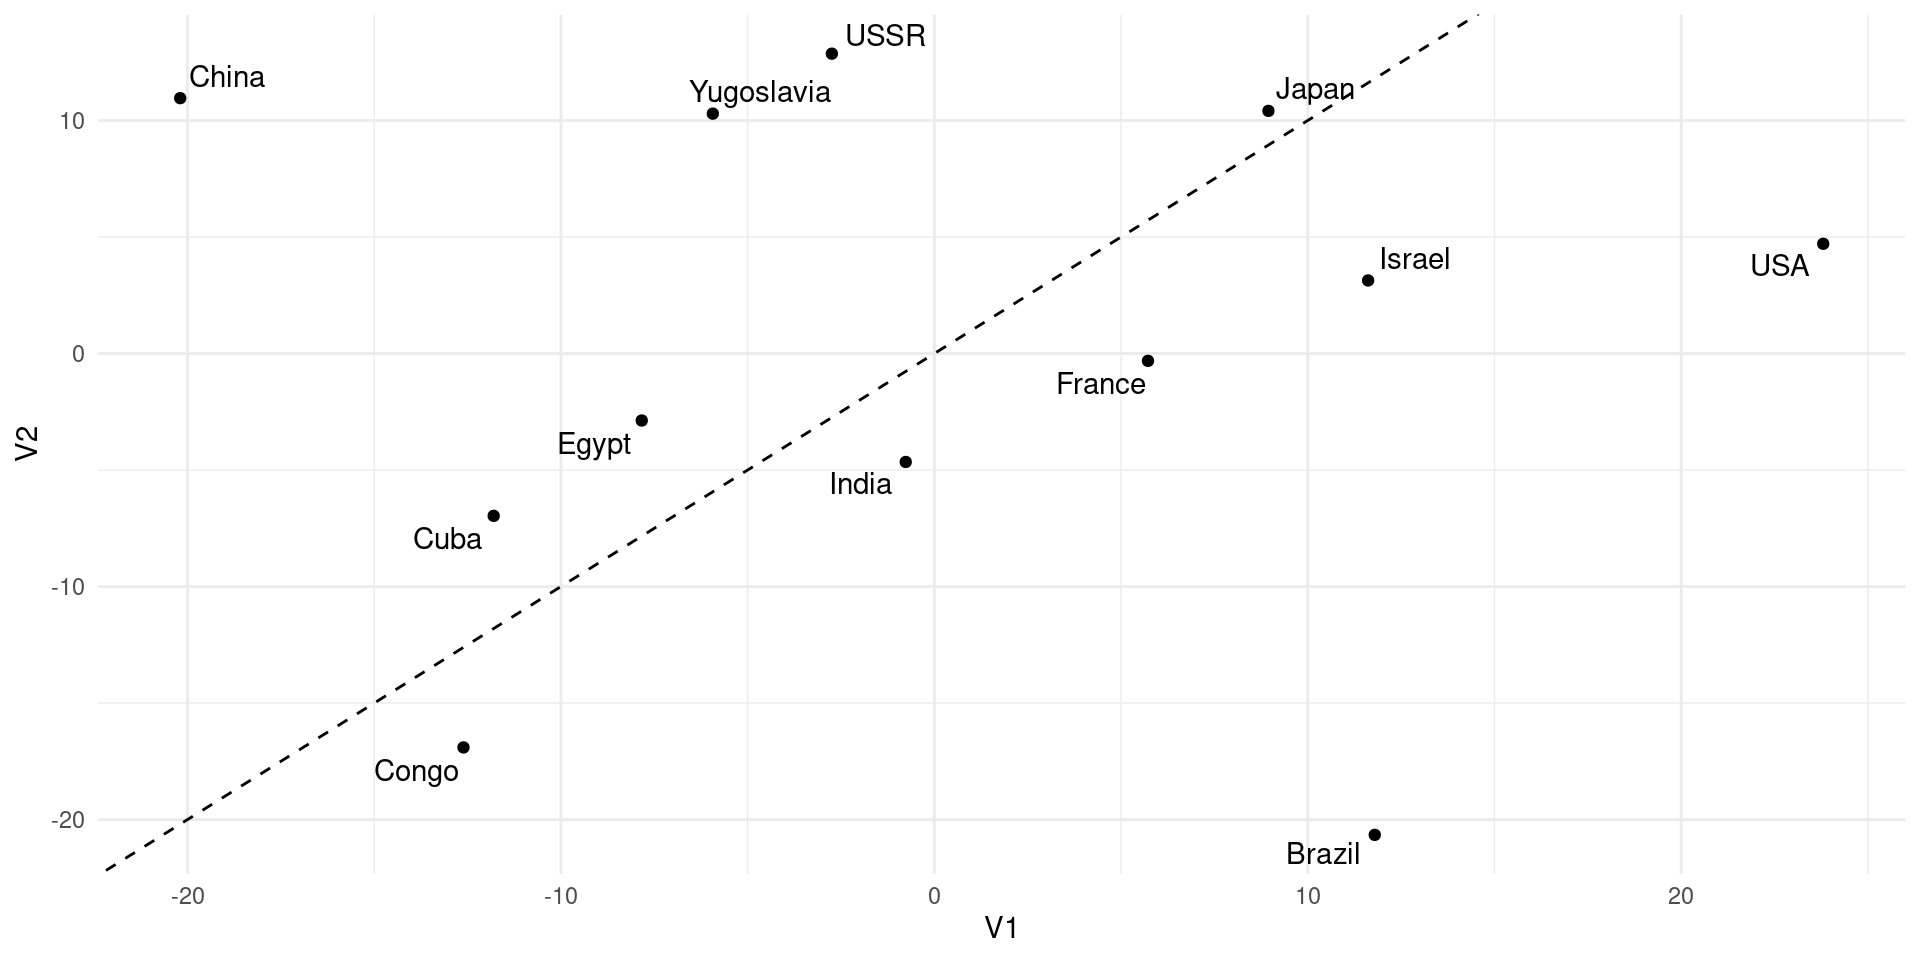 USSR
China
Yugoslavia
Japan
10
Israel
USA
0
France
V2
Egypt
India
Cuba
-10
Congo
-20
Brazil
-20
-10
0
10
20
V1